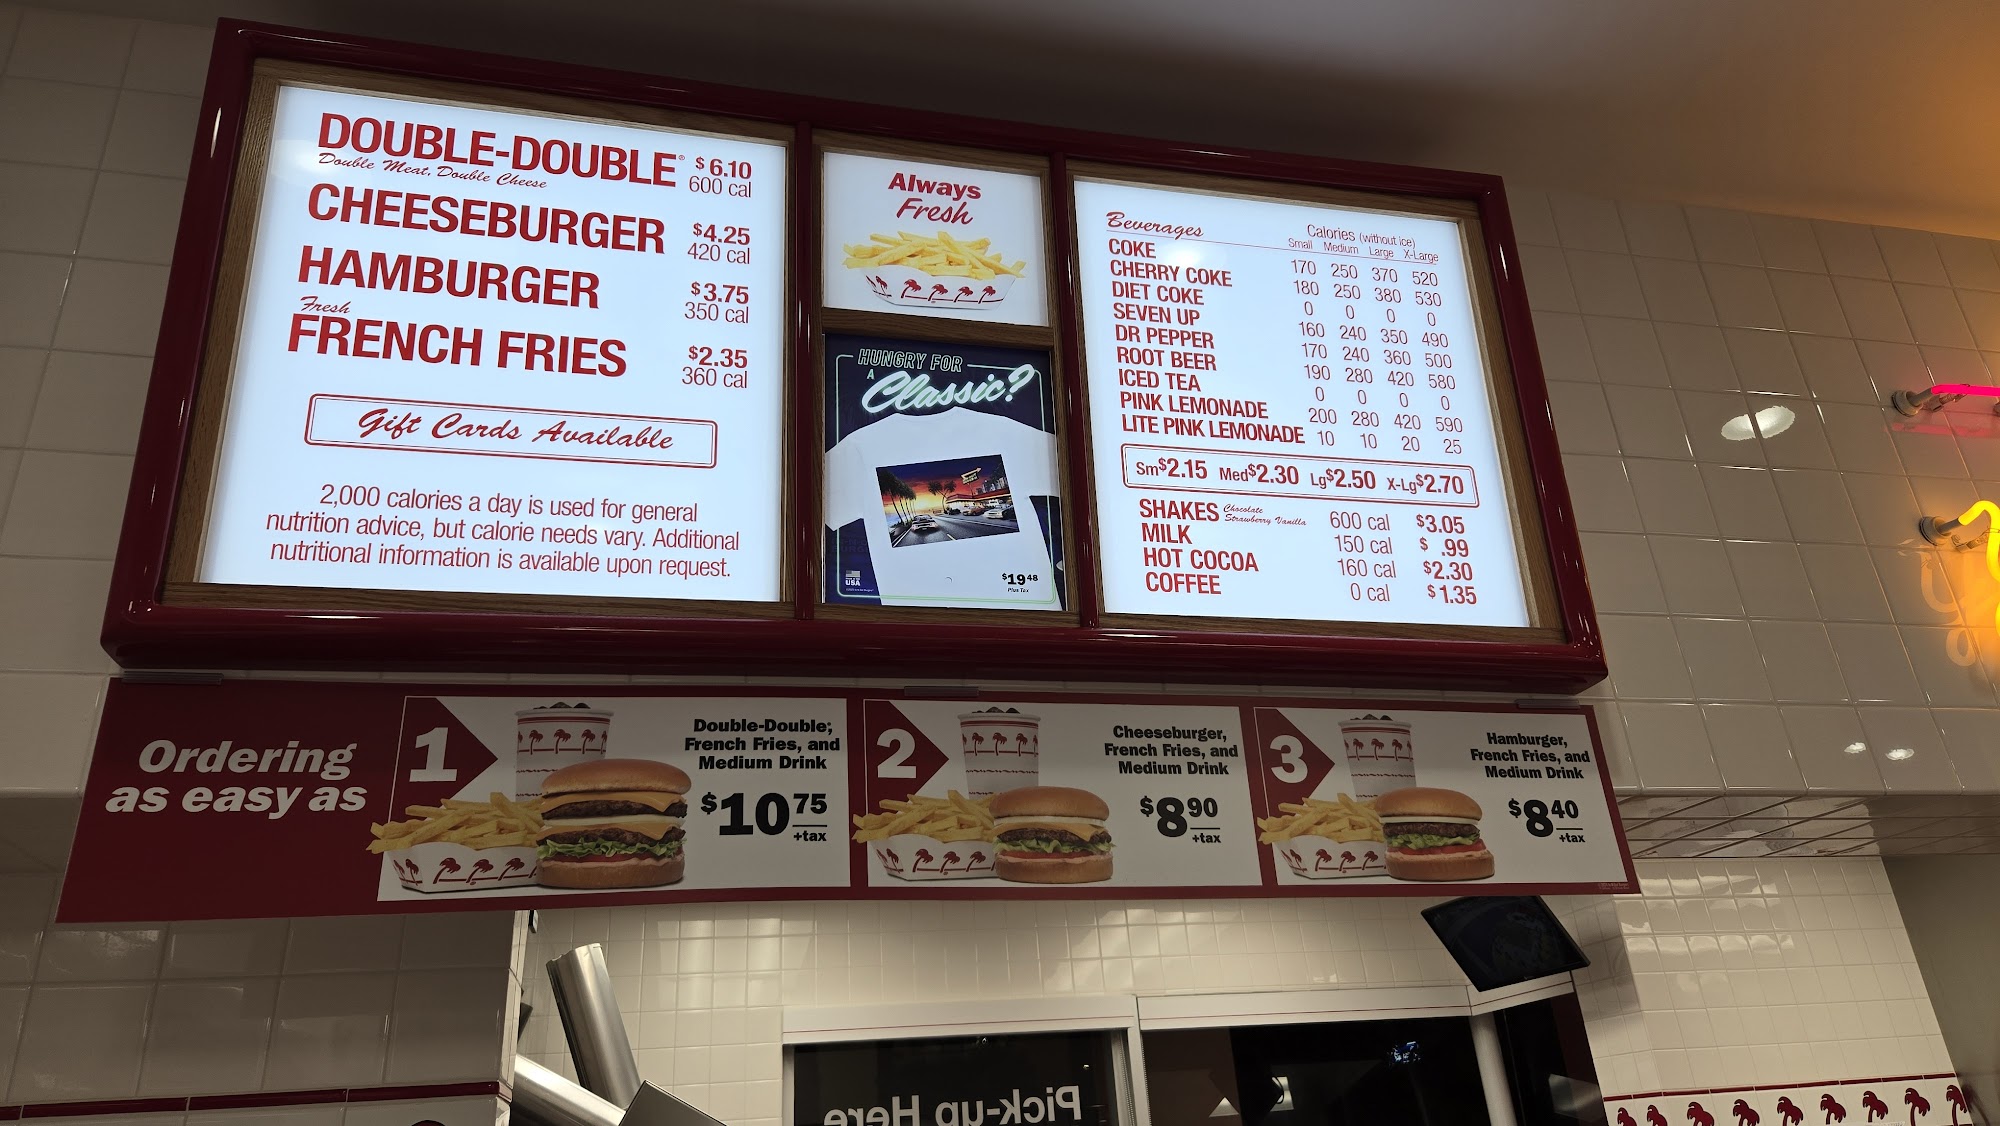 DOUBLE-DOUBLE® $6.10
Double Meat, Double Cheese 600 cal
CHEESEBURGER $4.25
420 cal
HAMBURGER $3.75
350 cal
Fresh
FRENCH FRIES $2.35
360 cal
Gift Cards Available
2,000 calories a day is used for general
nutrition advice, but calorie needs vary. Additional
nutritional information is available upon request.
Always
Fresh
HUNGRY FOR
A
Classic?
USA
$19 48
Plus Tax
Beverages Calories (without ice)
Small Medium Large X-Large
COKE 170 250 370 520
CHERRY COKE 180 250 380 530
DIET COKE 0 0 0 0
SEVEN UP 160 240 350 490
DR PEPPER 170 240 360 500
ROOT BEER 190 280 420 580
ICED TEA 0 0 0 0
PINK LEMONADE 200 280 420 590
LITE PINK LEMONADE 10 10 20 25
Sm$2.15 Med$2.30 Lg$2.50 X-Lg$2.70
SHAKES Chocolate Strawberry Vanilla 600 cal $3.05
MILK 150 cal $ .99
HOT COCOA 160 cal $2.30
COFFEE 0 cal $1.35
Ordering
as easy as
1
Double-Double,
French Fries, and
Medium Drink
$10 75
+tax
2
Cheeseburger,
French Fries, and
Medium Drink
$8 90
+tax
3
Hamburger,
French Fries, and
Medium Drink
$8 40
+tax
Pick-up Here